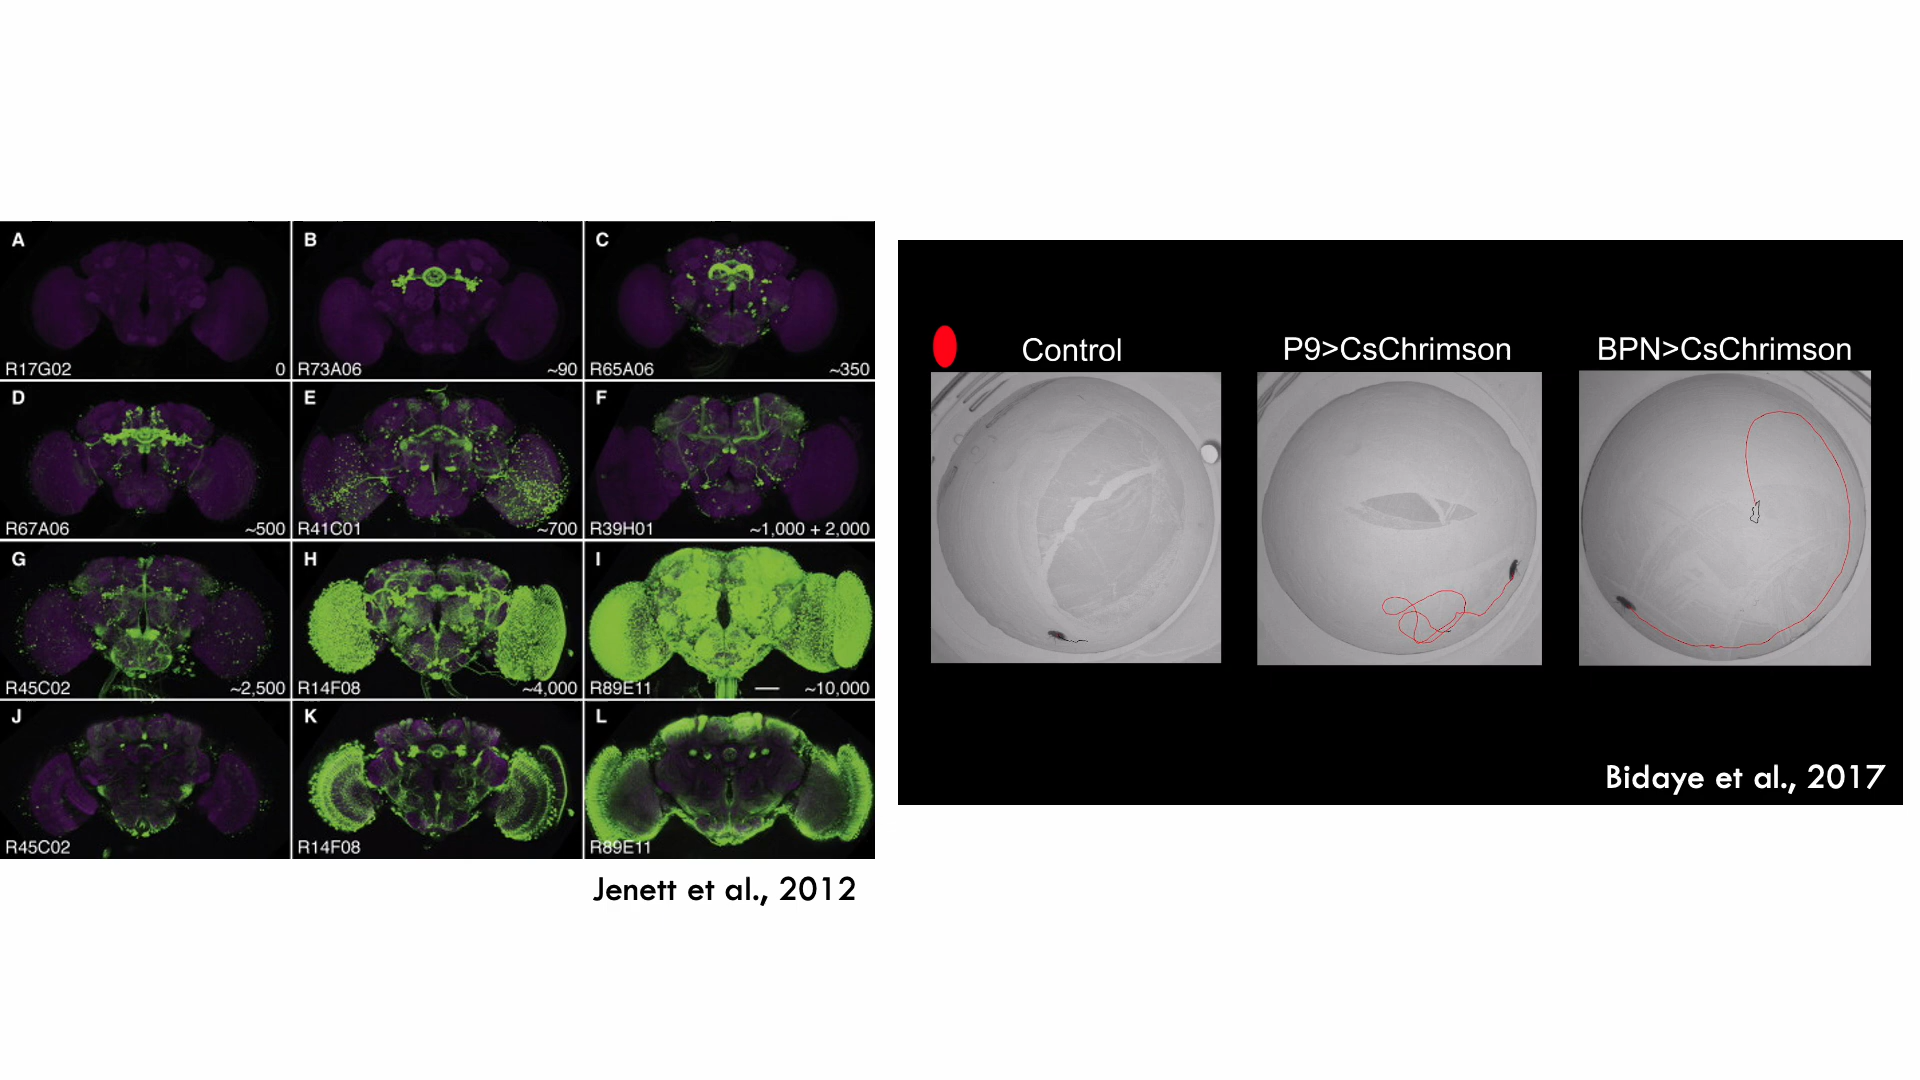 A
R17G02
0
B
R73A06
~90
C
R65A06
~350
D
R67A06
~500
E
R41C01
~700
F
R39H01
~1,000 + 2,000
G
R45C02
~2,500
H
R14F08
~4,000
I
R89E11
~10,000
J
R45C02
K
R14F08
L
R89E11
Jenett et al., 2012
Control
P9>CsChrimson
BPN>CsChrimson
Bidaye et al., 2017